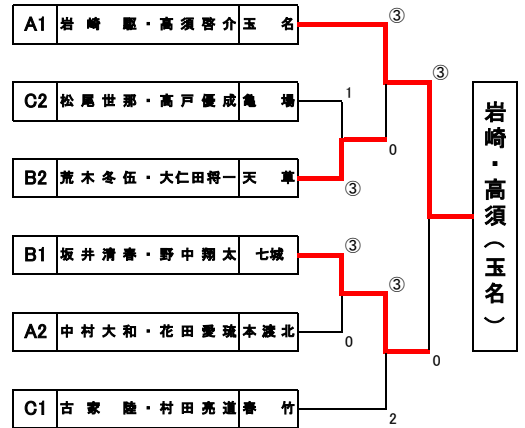 A1 岩崎 駆・高須啓介 玉名
③
③
C2 松尾世那・高戸優成 亀場
1
0
B2 荒木冬伍・大仁田将一 天草
③
岩崎・高須（玉名）
B1 坂井清春・野中翔太 七城
③
③
A2 中村大和・花田愛琉 本渡北
0
0
C1 古家 陸・村田亮道 春竹
2